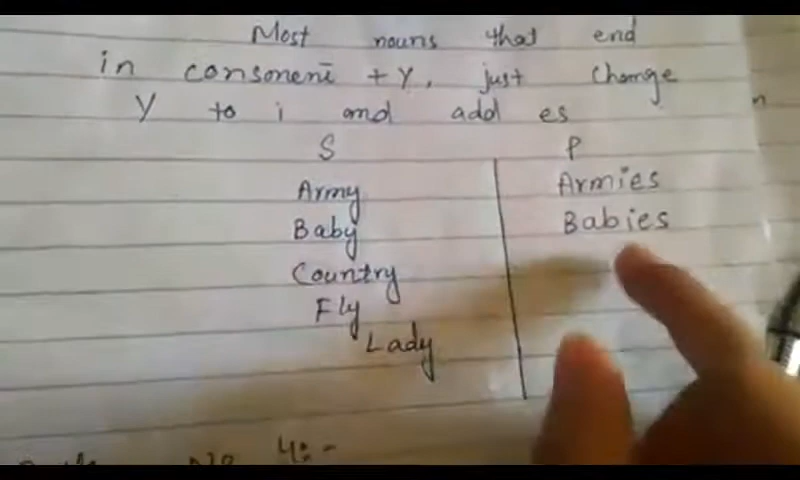 Most nouns that end
in consonent + Y, just change
Y to i and add es
S P
Army Armies
Baby Babies
Country
Fly
Lady